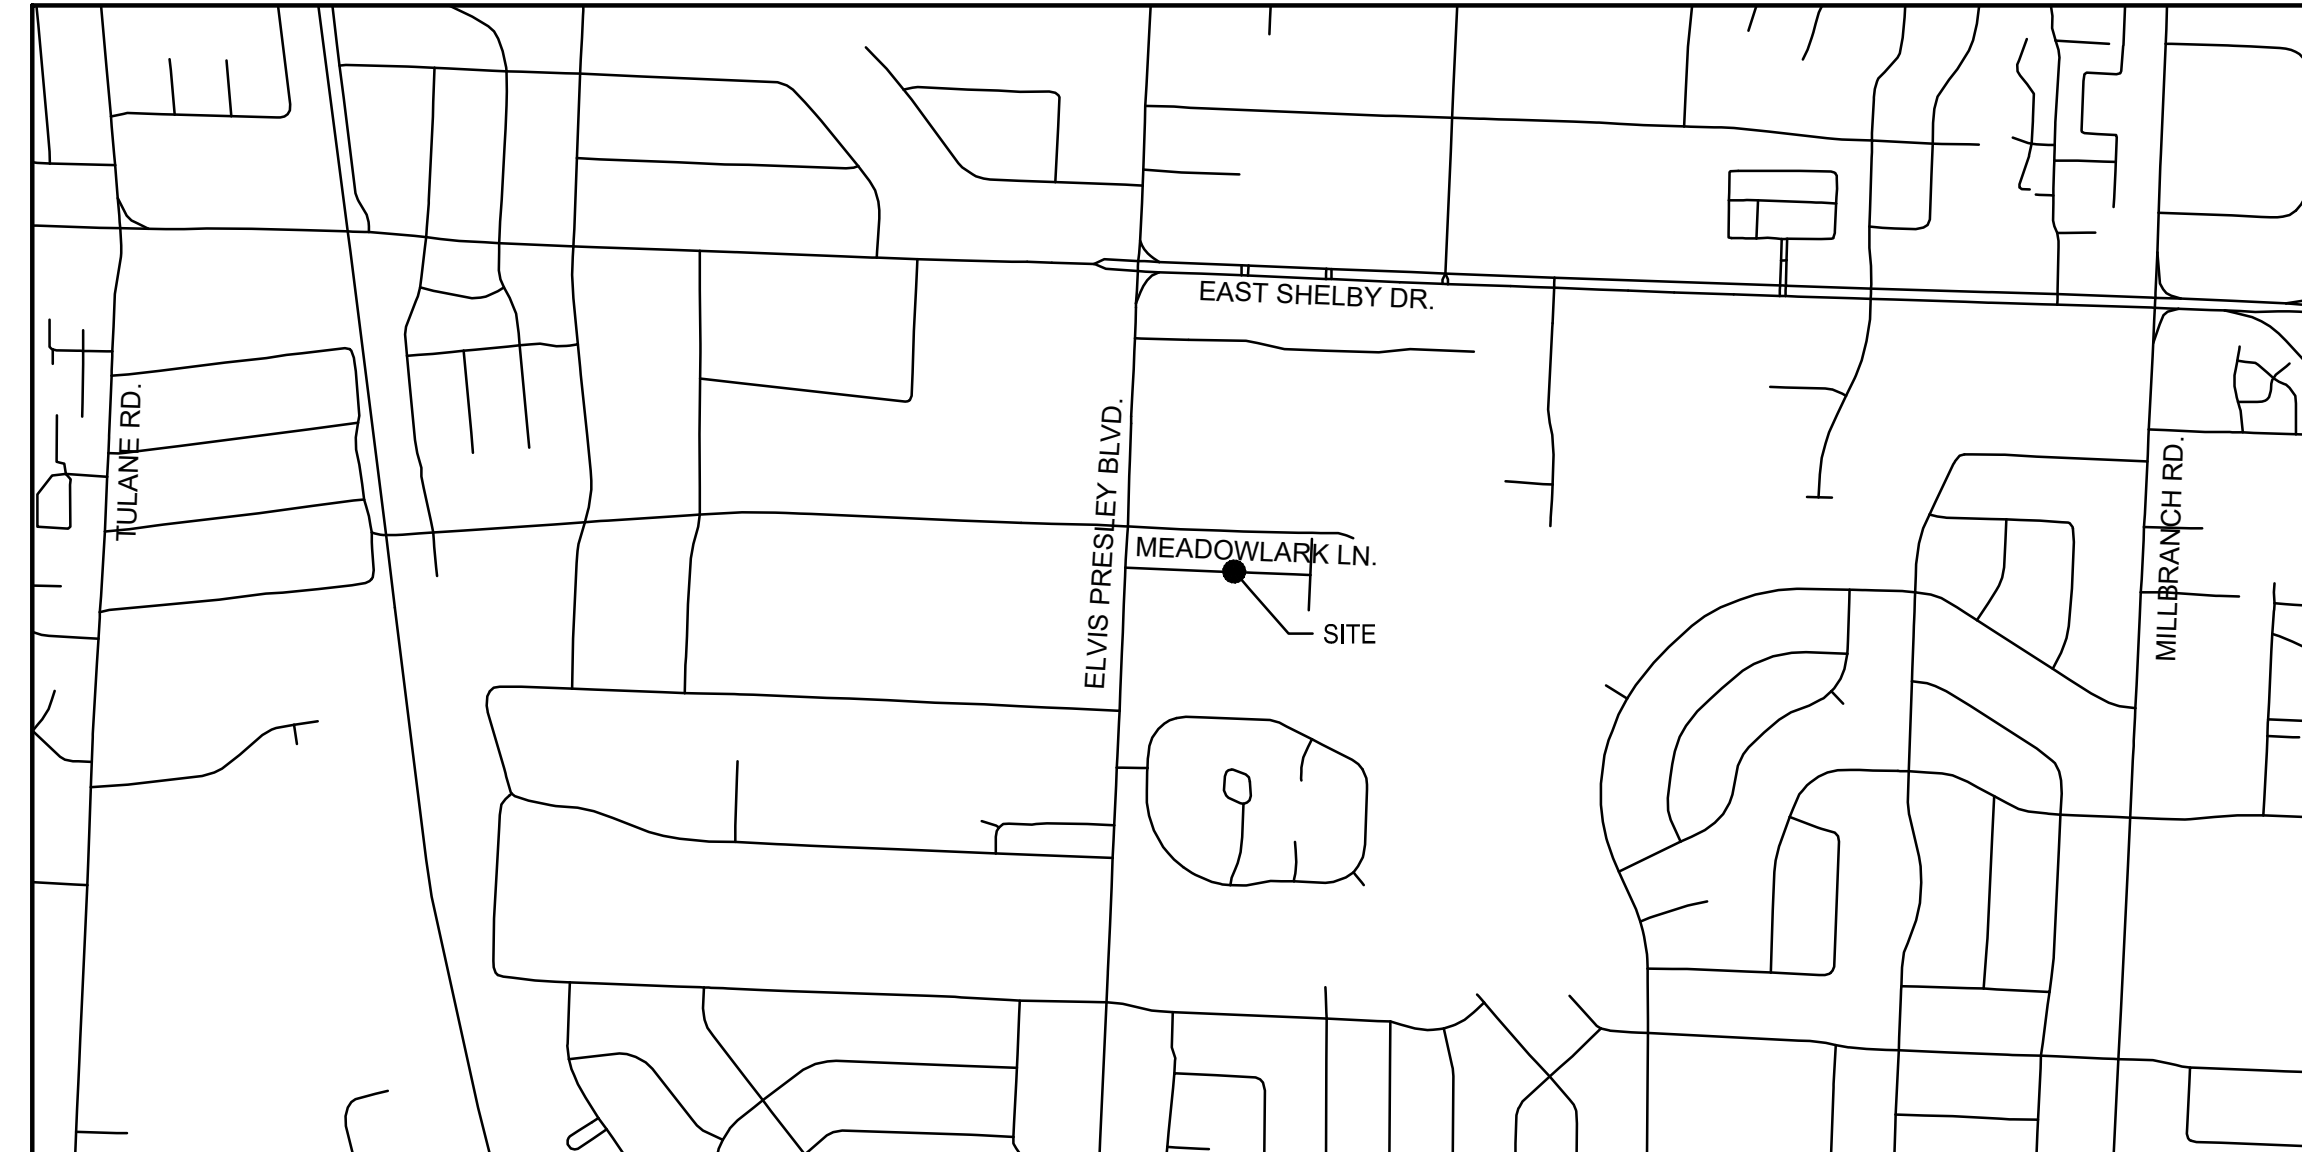 EAST SHELBY DR.
TULANE RD.
ELVIS PRESLEY BLVD.
MILLBRANCH RD.
MEADOWLARK LN.
SITE